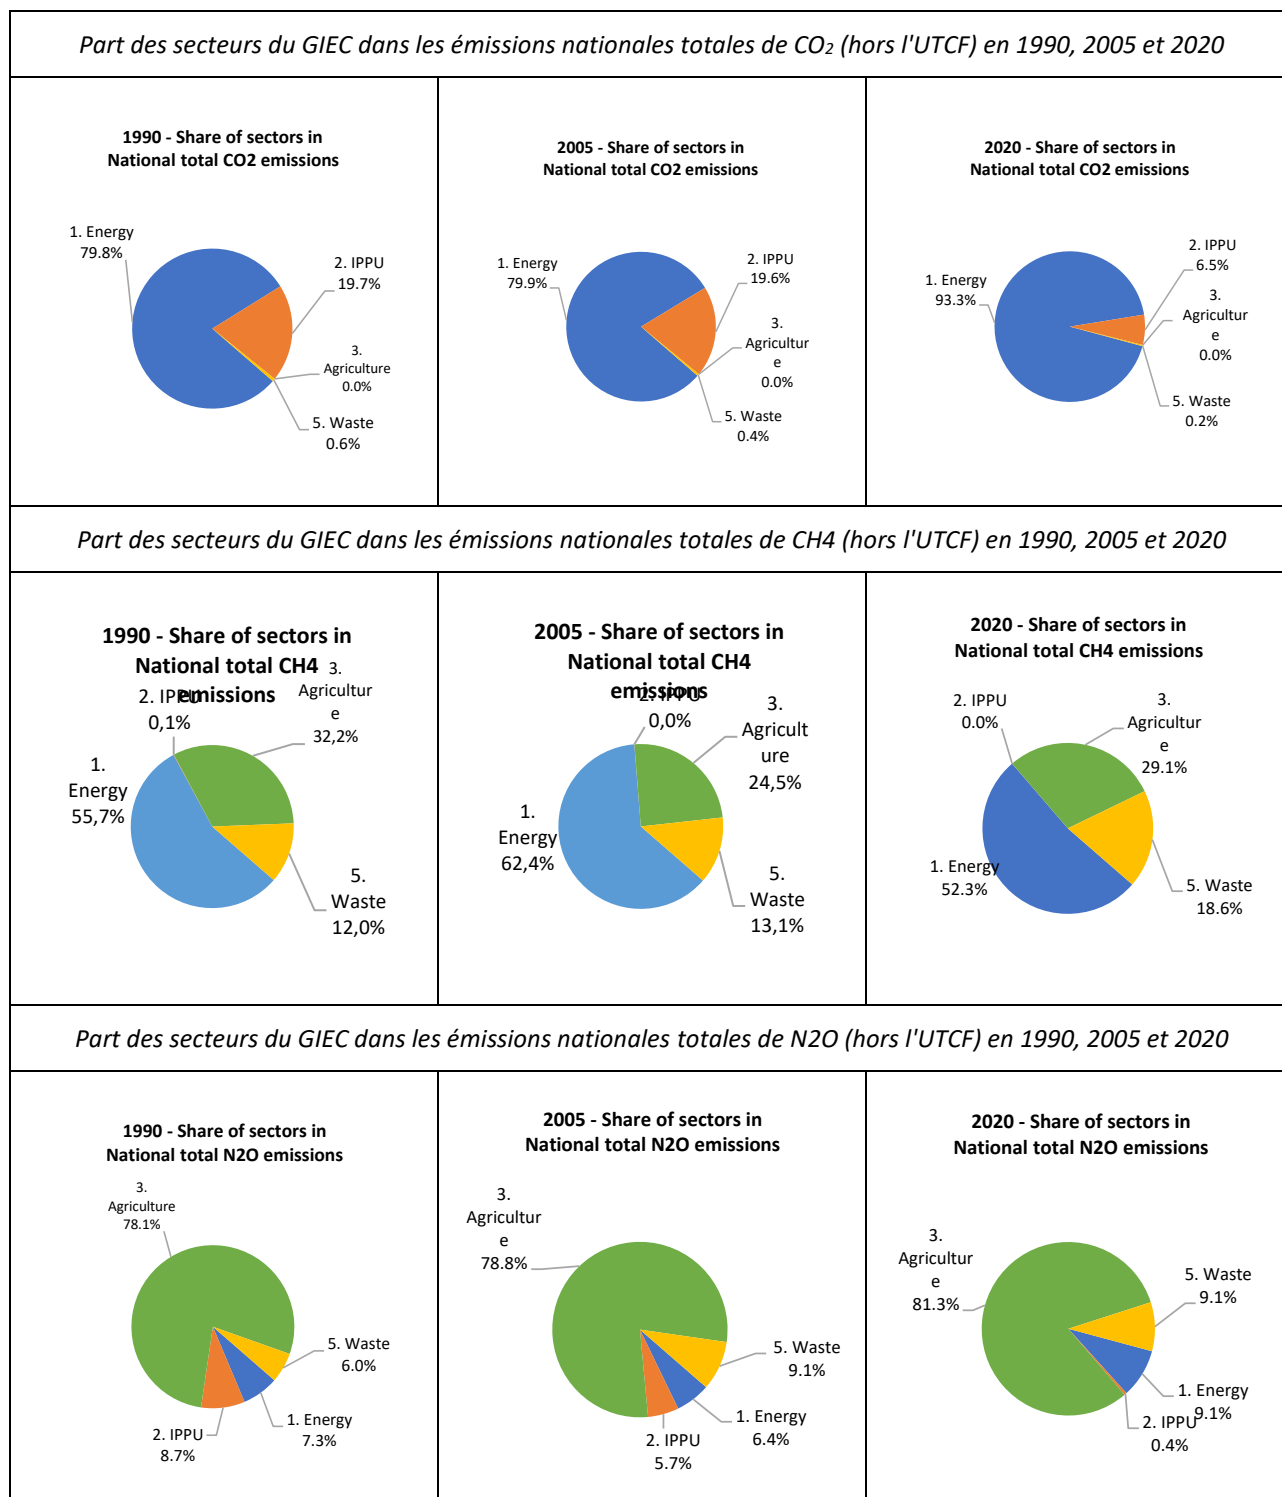 Part des secteurs du GIEC dans les émissions nationales totales de CO₂ (hors l'UTCF) en 1990, 2005 et 2020
1990 - Share of sectors in
National total CO2 emissions
1. Energy
79.8%
2. IPPU
19.7%
3.
Agriculture
0.0%
5. Waste
0.6%
2005 - Share of sectors in
National total CO2 emissions
1. Energy
79.9%
2. IPPU
19.6%
3.
Agricultur
e
0.0%
5. Waste
0.4%
2020 - Share of sectors in
National total CO2 emissions
1. Energy
93.3%
2. IPPU
6.5%
3.
Agricultur
e
0.0%
5. Waste
0.2%
Part des secteurs du GIEC dans les émissions nationales totales de CH4 (hors l'UTCF) en 1990, 2005 et 2020
1990 - Share of sectors in
National total CH4
emissions
2. IPPU
0,1%
3.
Agricultur
e
32,2%
1.
Energy
55,7%
5.
Waste
12,0%
2005 - Share of sectors in
National total CH4
emissions
2. IPPU
0,0%
3.
Agricult
ure
24,5%
1.
Energy
62,4%
5.
Waste
13,1%
2020 - Share of sectors in
National total CH4 emissions
2. IPPU
0.0%
3.
Agricultur
e
29.1%
1. Energy
52.3%
5. Waste
18.6%
Part des secteurs du GIEC dans les émissions nationales totales de N2O (hors l'UTCF) en 1990, 2005 et 2020
1990 - Share of sectors in
National total N2O emissions
3.
Agriculture
78.1%
5. Waste
6.0%
1. Energy
7.3%
2. IPPU
8.7%
2005 - Share of sectors in
National total N2O emissions
3.
Agricultur
e
78.8%
5. Waste
9.1%
1. Energy
6.4%
2. IPPU
5.7%
2020 - Share of sectors in
National total N2O emissions
3.
Agricultur
e
81.3%
5. Waste
9.1%
1. Energy
9.1%
2. IPPU
0.4%